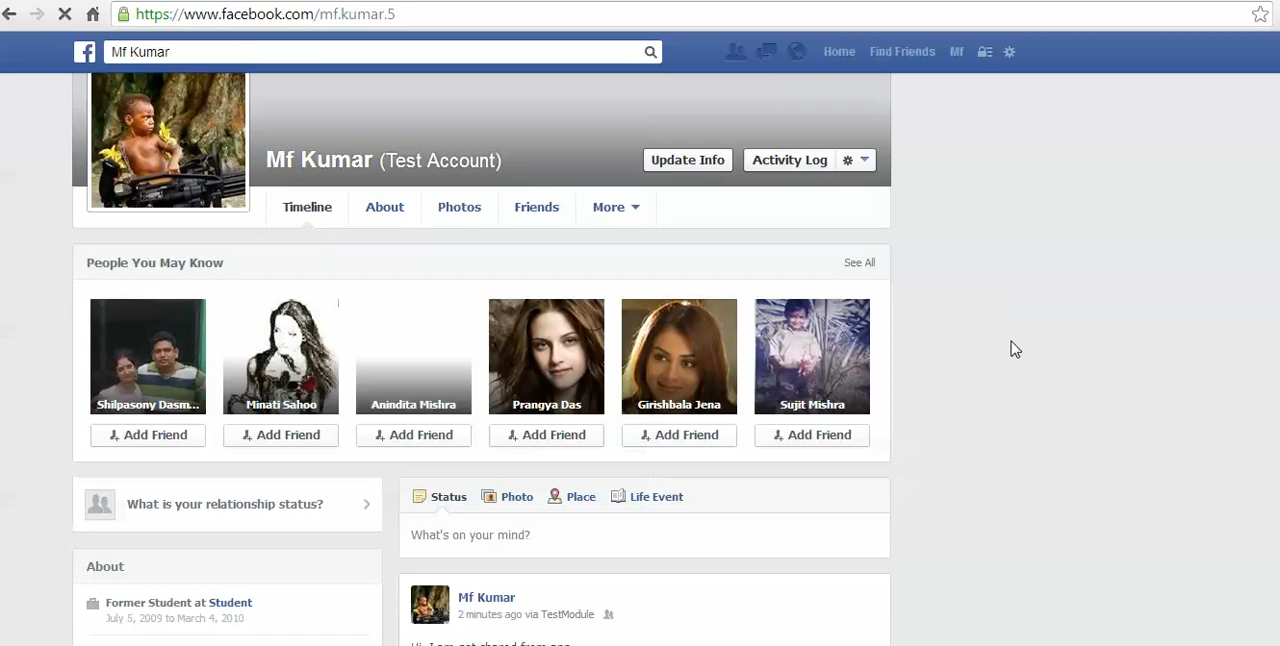 https://www.facebook.com/mf.kumar.5
f Mf Kumar Home Find Friends Mf
Mf Kumar (Test Account) Update Info Activity Log
Timeline About Photos Friends More
People You May Know See All
Shilpasony Dasm... Minati Sahoo Anindita Mishra Prangya Das Girishbala Jena Sujit Mishra
Add Friend Add Friend Add Friend Add Friend Add Friend Add Friend
What is your relationship status? Status Photo Place Life Event
What's on your mind?
About
Mf Kumar
Former Student at Student
2 minutes ago via TestModule
July 5, 2009 to March 4, 2010